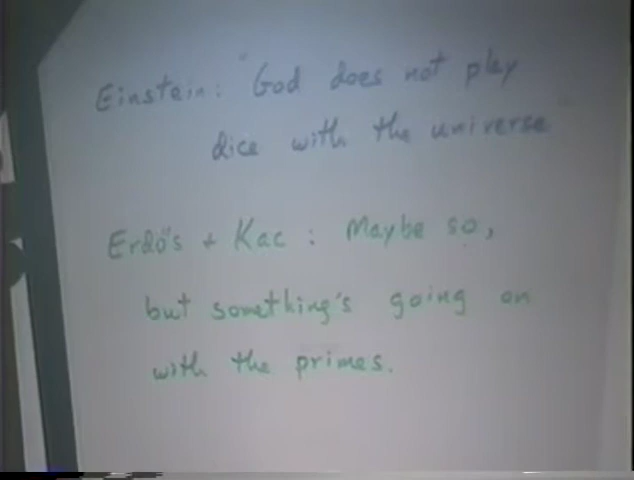 Einstein: "God does not play
dice with the universe"
Erdős + Kac: Maybe so,
but something's going on
with the primes.